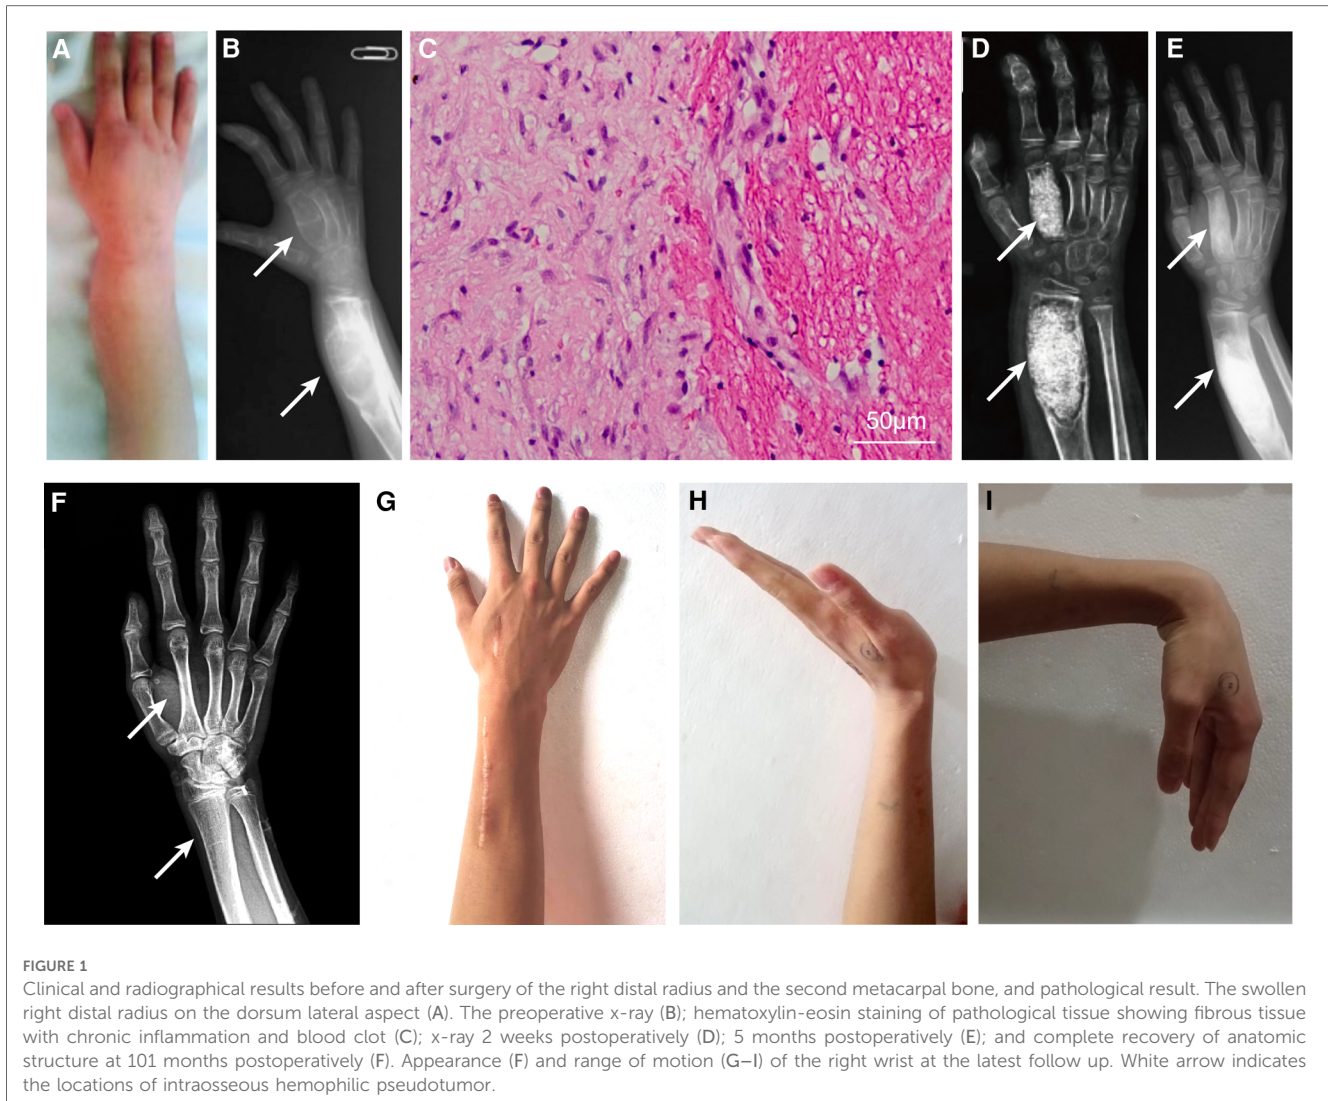 A
B
C
D
E
50μm
F
G
H
I
FIGURE 1
Clinical and radiographical results before and after surgery of the right distal radius and the second metacarpal bone, and pathological result. The swollen
right distal radius on the dorsum lateral aspect (A). The preoperative x-ray (B); hematoxylin-eosin staining of pathological tissue showing fibrous tissue
with chronic inflammation and blood clot (C); x-ray 2 weeks postoperatively (D); 5 months postoperatively (E); and complete recovery of anatomic
structure at 101 months postoperatively (F). Appearance (F) and range of motion (G–I) of the right wrist at the latest follow up. White arrow indicates
the locations of intraosseous hemophilic pseudotumor.